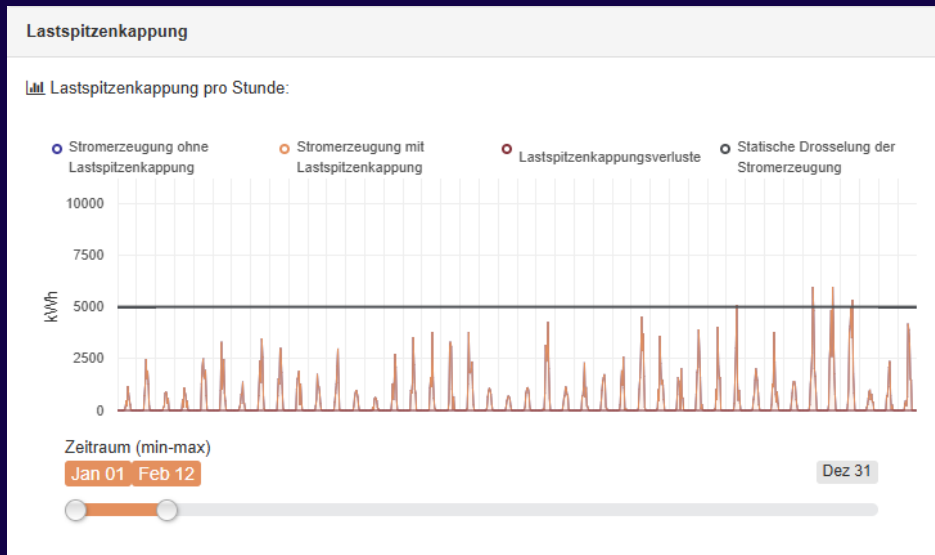 Lastspitzenkappung
Lastspitzenkappung pro Stunde:
Stromerzeugung ohne
Lastspitzenkappung
Stromerzeugung mit
Lastspitzenkappung
Lastspitzenkappungsverluste
Statische Drosselung der
Stromerzeugung
10000
7500
5000
2500
0
kWh
Zeitraum (min-max)
Jan 01 Feb 12
Dez 31